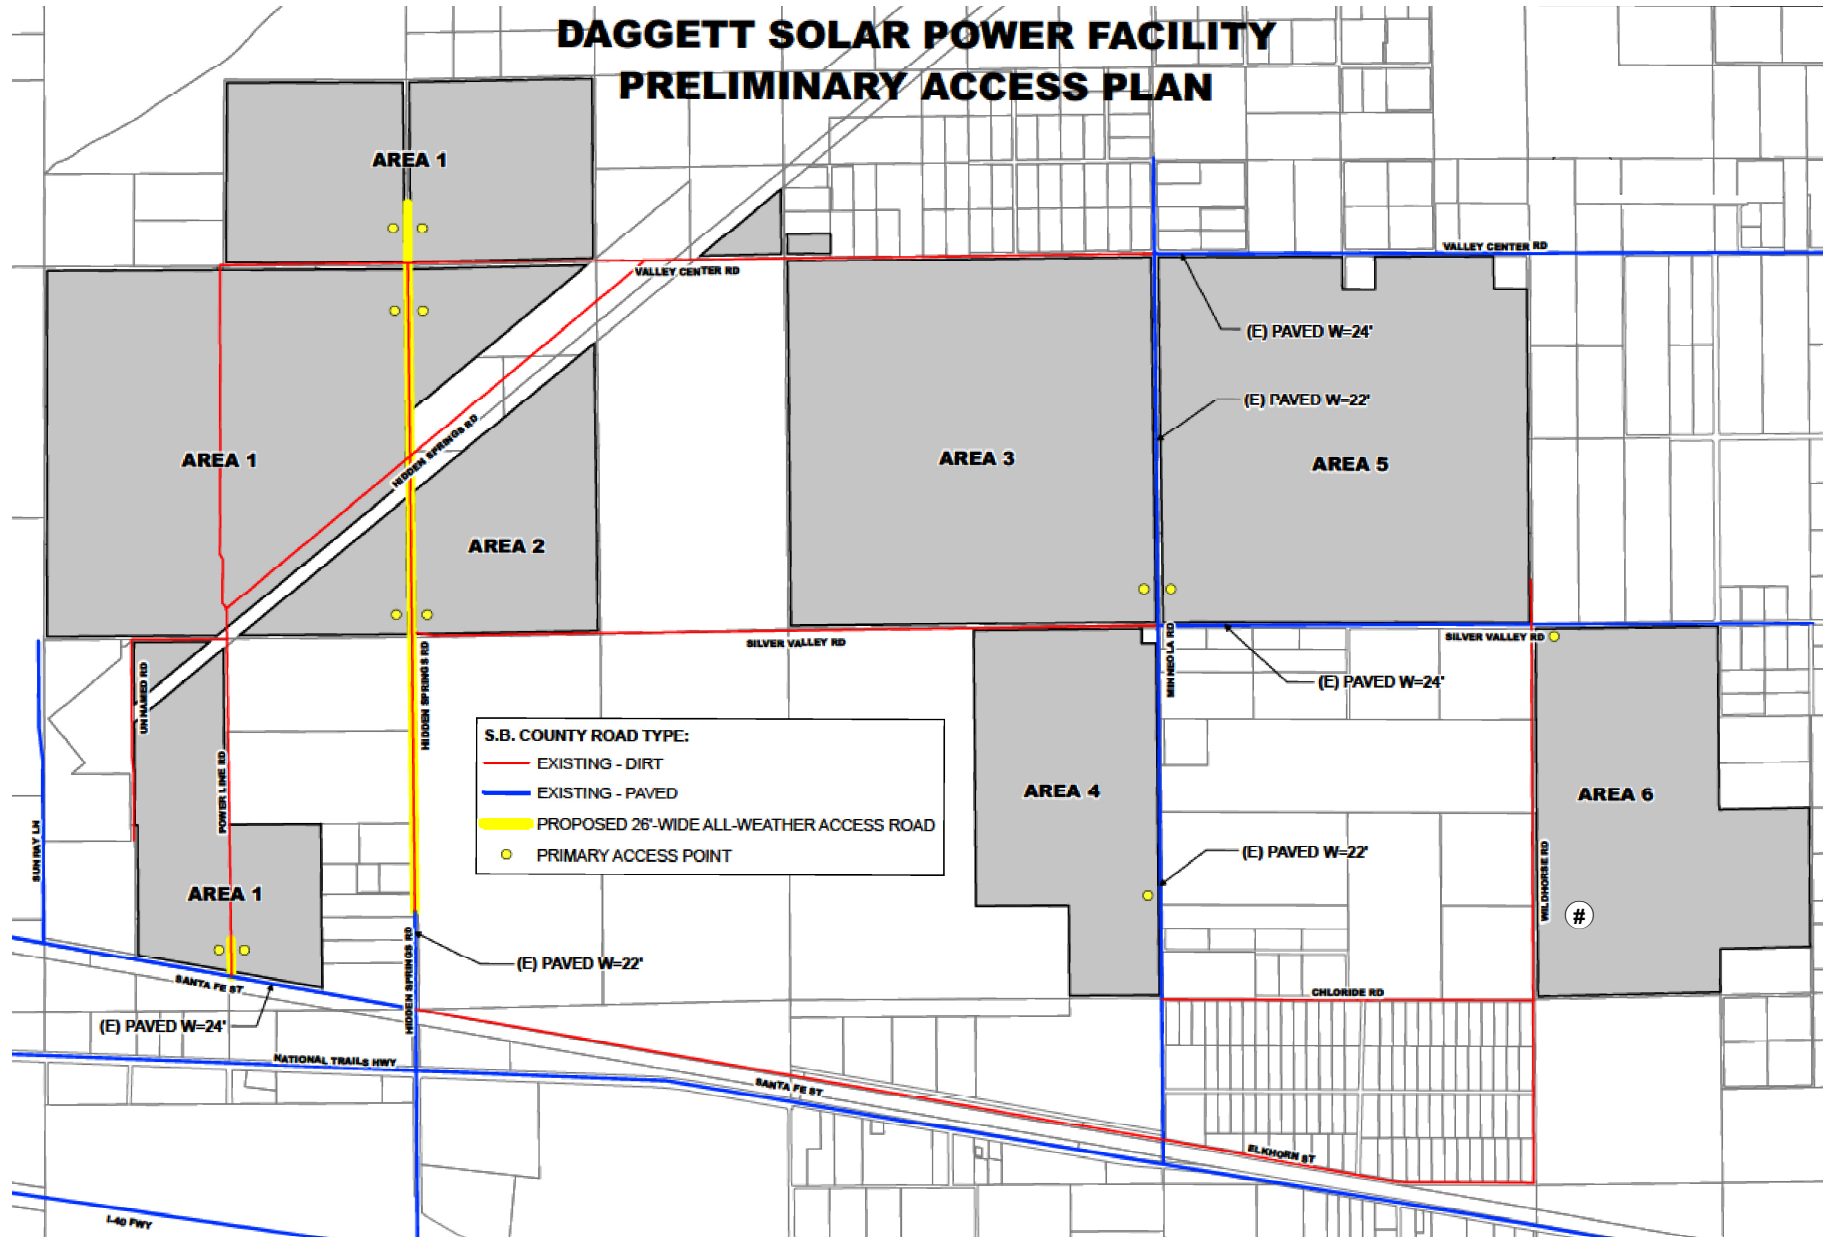 DAGGETT SOLAR POWER FACILITY
PRELIMINARY ACCESS PLAN
AREA 1
VALLEY CENTER RD
VALLEY CENTER RD
(E) PAVED W=24'
(E) PAVED W=22'
HIDDEN SPRINGS RD
AREA 1
AREA 3
AREA 5
AREA 2
SILVER VALLEY RD
SILVER VALLEY RD
MINNEOLA RD
(E) PAVED W=24'
UNNAMED RD
HIDDEN SPRINGS RD
POWER LINE RD
S.B. COUNTY ROAD TYPE:
EXISTING - DIRT
EXISTING - PAVED
PROPOSED 26'-WIDE ALL-WEATHER ACCESS ROAD
PRIMARY ACCESS POINT
AREA 4
AREA 6
SUNRAY LN
(E) PAVED W=22'
WILDHORSE RD
AREA 1
#
HIDDEN SPRINGS RD
(E) PAVED W=22'
SANTA FE ST
CHLORIDE RD
(E) PAVED W=24'
NATIONAL TRAILS HWY
SANTA FE ST
ELKHORN ST
I-40 FWY